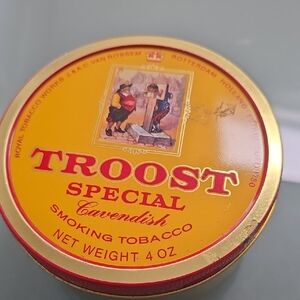 ROYAL TOBACCO WORKS J.&A.C. VAN ROSSEM ROTTERDAM HOLLAND
TROOST
SPECIAL
Cavendish
SMOKING TOBACCO
NET WEIGHT 4 OZ